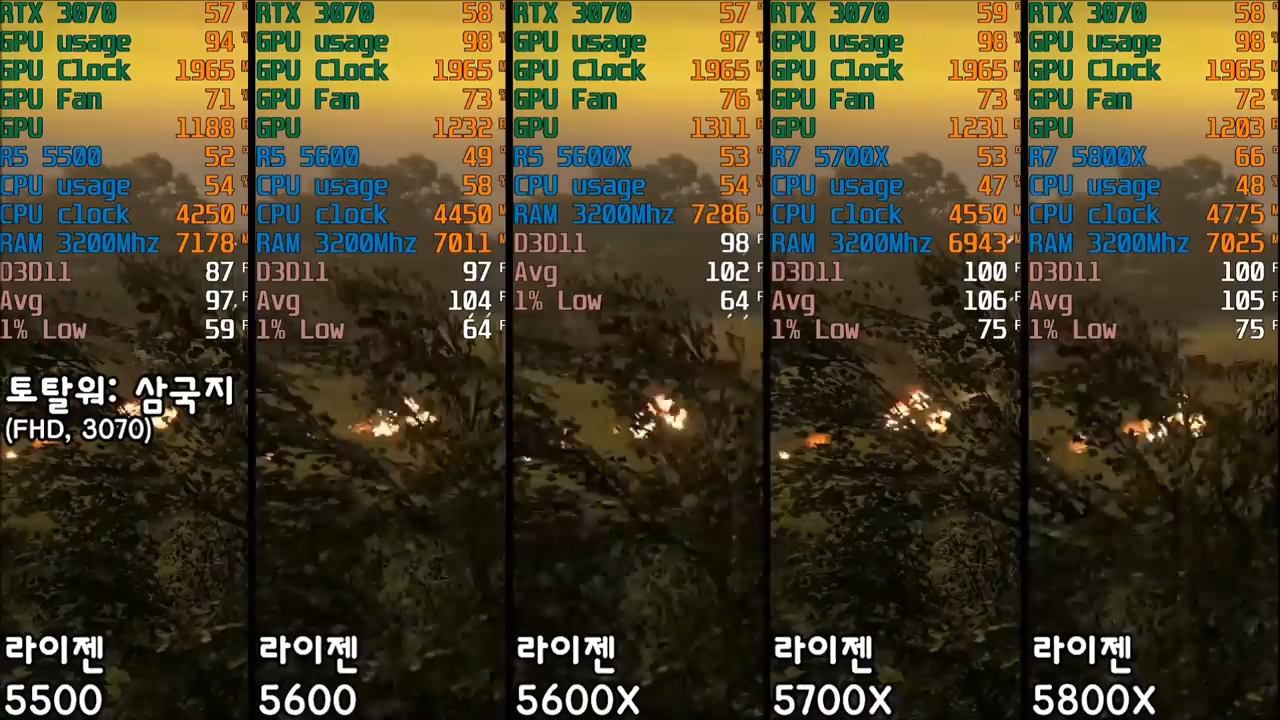 RTX 3070 57
GPU usage 94
GPU Clock 1965
GPU Fan 71
GPU 1188
R5 5500 52
CPU usage 54
CPU clock 4250
RAM 3200Mhz 7178
D3D11 87
Avg 97
1% Low 59
토탈워: 삼국지
(FHD, 3070)
라이젠
5500
RTX 3070 58
GPU usage 98
GPU Clock 1965
GPU Fan 73
GPU 1232
R5 5600 49
CPU usage 58
CPU clock 4450
RAM 3200Mhz 7011
D3D11 97
Avg 104
1% Low 64
라이젠
5600
RTX 3070 57
GPU usage 97
GPU Clock 1965
GPU Fan 76
GPU 1311
R5 5600X 53
CPU usage 54
RAM 3200Mhz 7286
D3D11 98
Avg 102
1% Low 64
라이젠
5600X
RTX 3070 59
GPU usage 98
GPU Clock 1965
GPU Fan 73
GPU 1231
R7 5700X 53
CPU usage 47
CPU clock 4550
RAM 3200Mhz 6943
D3D11 100
Avg 106
1% Low 75
라이젠
5700X
RTX 3070 58
GPU usage 98
GPU Clock 1965
GPU Fan 72
GPU 1203
R7 5800X 66
CPU usage 48
CPU clock 4775
RAM 3200Mhz 7025
D3D11 100
Avg 105
1% Low 75
라이젠
5800X